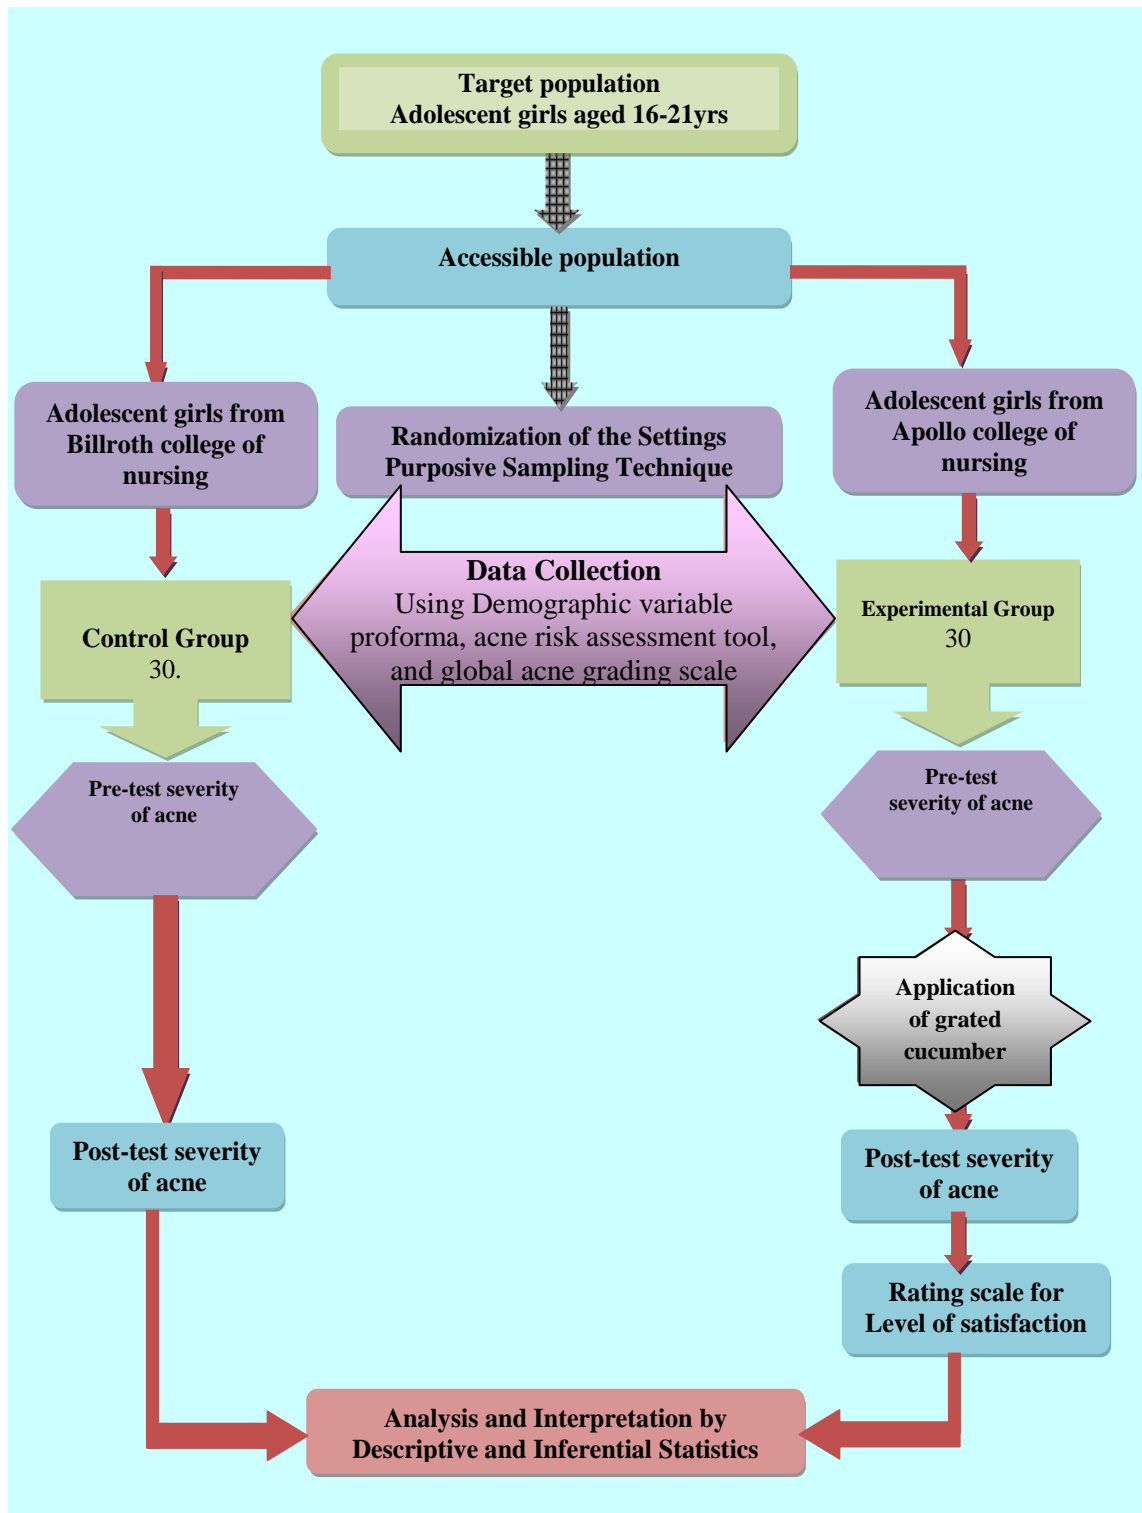 Target population
Adolescent girls aged 16-21yrs
Accessible population
Adolescent girls from
Billroth college of
nursing
Randomization of the Settings
Purposive Sampling Technique
Adolescent girls from
Apollo college of
nursing
Control Group
30.
Data Collection
Using Demographic variable
proforma, acne risk assessment tool,
and global acne grading scale
Experimental Group
30
Pre-test severity
of acne
Pre-test
severity of acne
Application
of grated
cucumber
Post-test severity
of acne
Post-test severity
of acne
Rating scale for
Level of satisfaction
Analysis and Interpretation by
Descriptive and Inferential Statistics